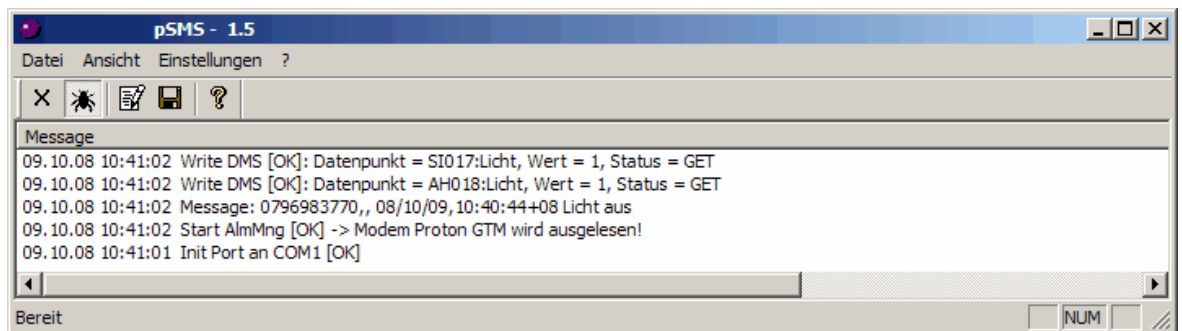 pSMS - 1.5
Datei Ansicht Einstellungen ?
Message
09.10.08 10:41:02 Write DMS [OK]: Datenpunkt = SI017:Licht, Wert = 1, Status = GET
09.10.08 10:41:02 Write DMS [OK]: Datenpunkt = AH018:Licht, Wert = 1, Status = GET
09.10.08 10:41:02 Message: 0796983770,, 08/10/09,10:40:44+08 Licht aus
09.10.08 10:41:02 Start AlmMng [OK] -> Modem Proton GTM wird ausgelesen!
09.10.08 10:41:01 Init Port an COM1 [OK]
Bereit NUM